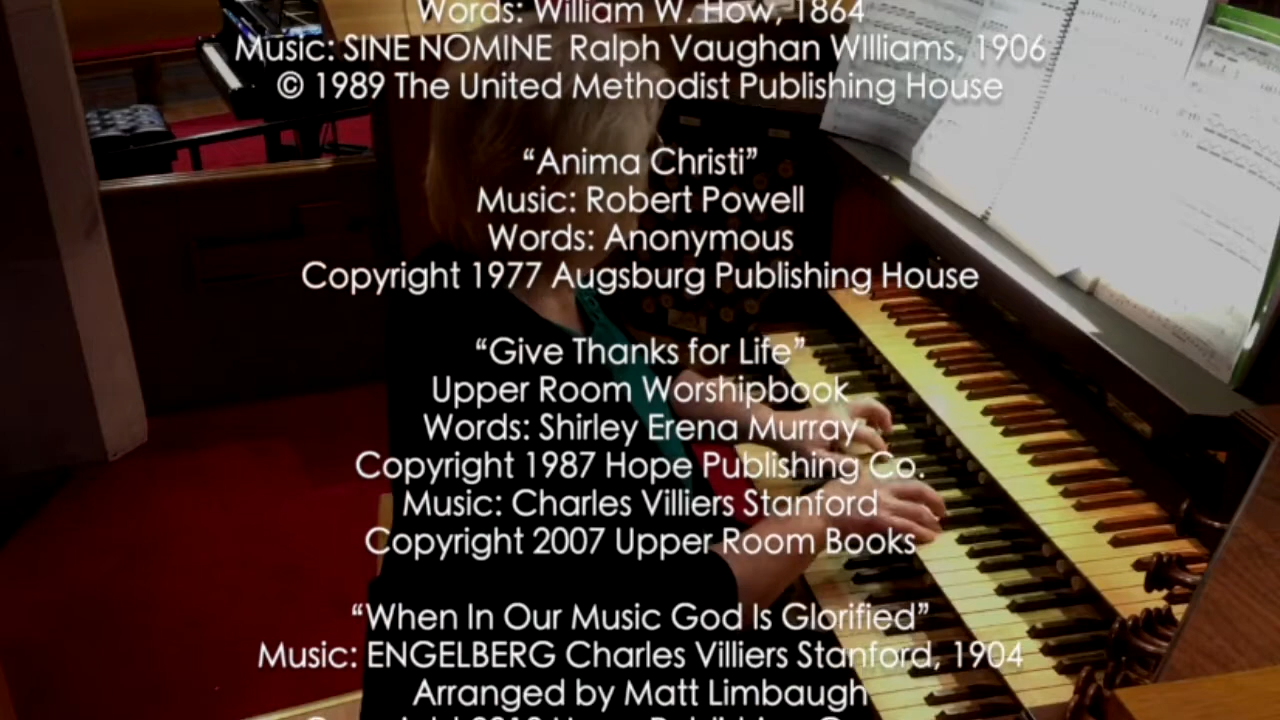 Words: William W. How, 1864
Music: SINE NOMINE Ralph Vaughan WIlliams, 1906
© 1989 The United Methodist Publishing House
“Anima Christi”
Music: Robert Powell
Words: Anonymous
Copyright 1977 Augsburg Publishing House
“Give Thanks for Life”
Upper Room Worshipbook
Words: Shirley Erena Murray
Copyright 1987 Hope Publishing Co.
Music: Charles Villiers Stanford
Copyright 2007 Upper Room Books
“When In Our Music God Is Glorified”
Music: ENGELBERG Charles Villiers Stanford, 1904
Arranged by Matt Limbaugh